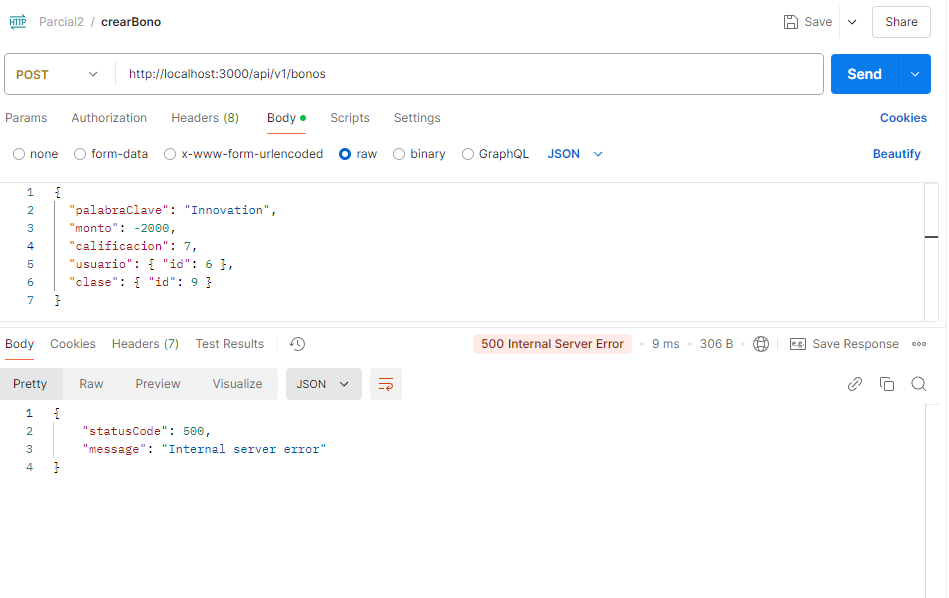 HTTP Parcial2 / crearBono Save Share
POST http://localhost:3000/api/v1/bonos Send
Params Authorization Headers (8) Body Scripts Settings Cookies
none form-data x-www-form-urlencoded raw binary GraphQL JSON Beautify
1 {
2 "palabraClave": "Innovation",
3 "monto": -2000,
4 "calificacion": 7,
5 "usuario": { "id": 6 },
6 "clase": { "id": 9 }
7 }
Body Cookies Headers (7) Test Results 500 Internal Server Error 9 ms 306 B e.g. Save Response
Pretty Raw Preview Visualize JSON
1 {
2 "statusCode": 500,
3 "message": "Internal server error"
4 }